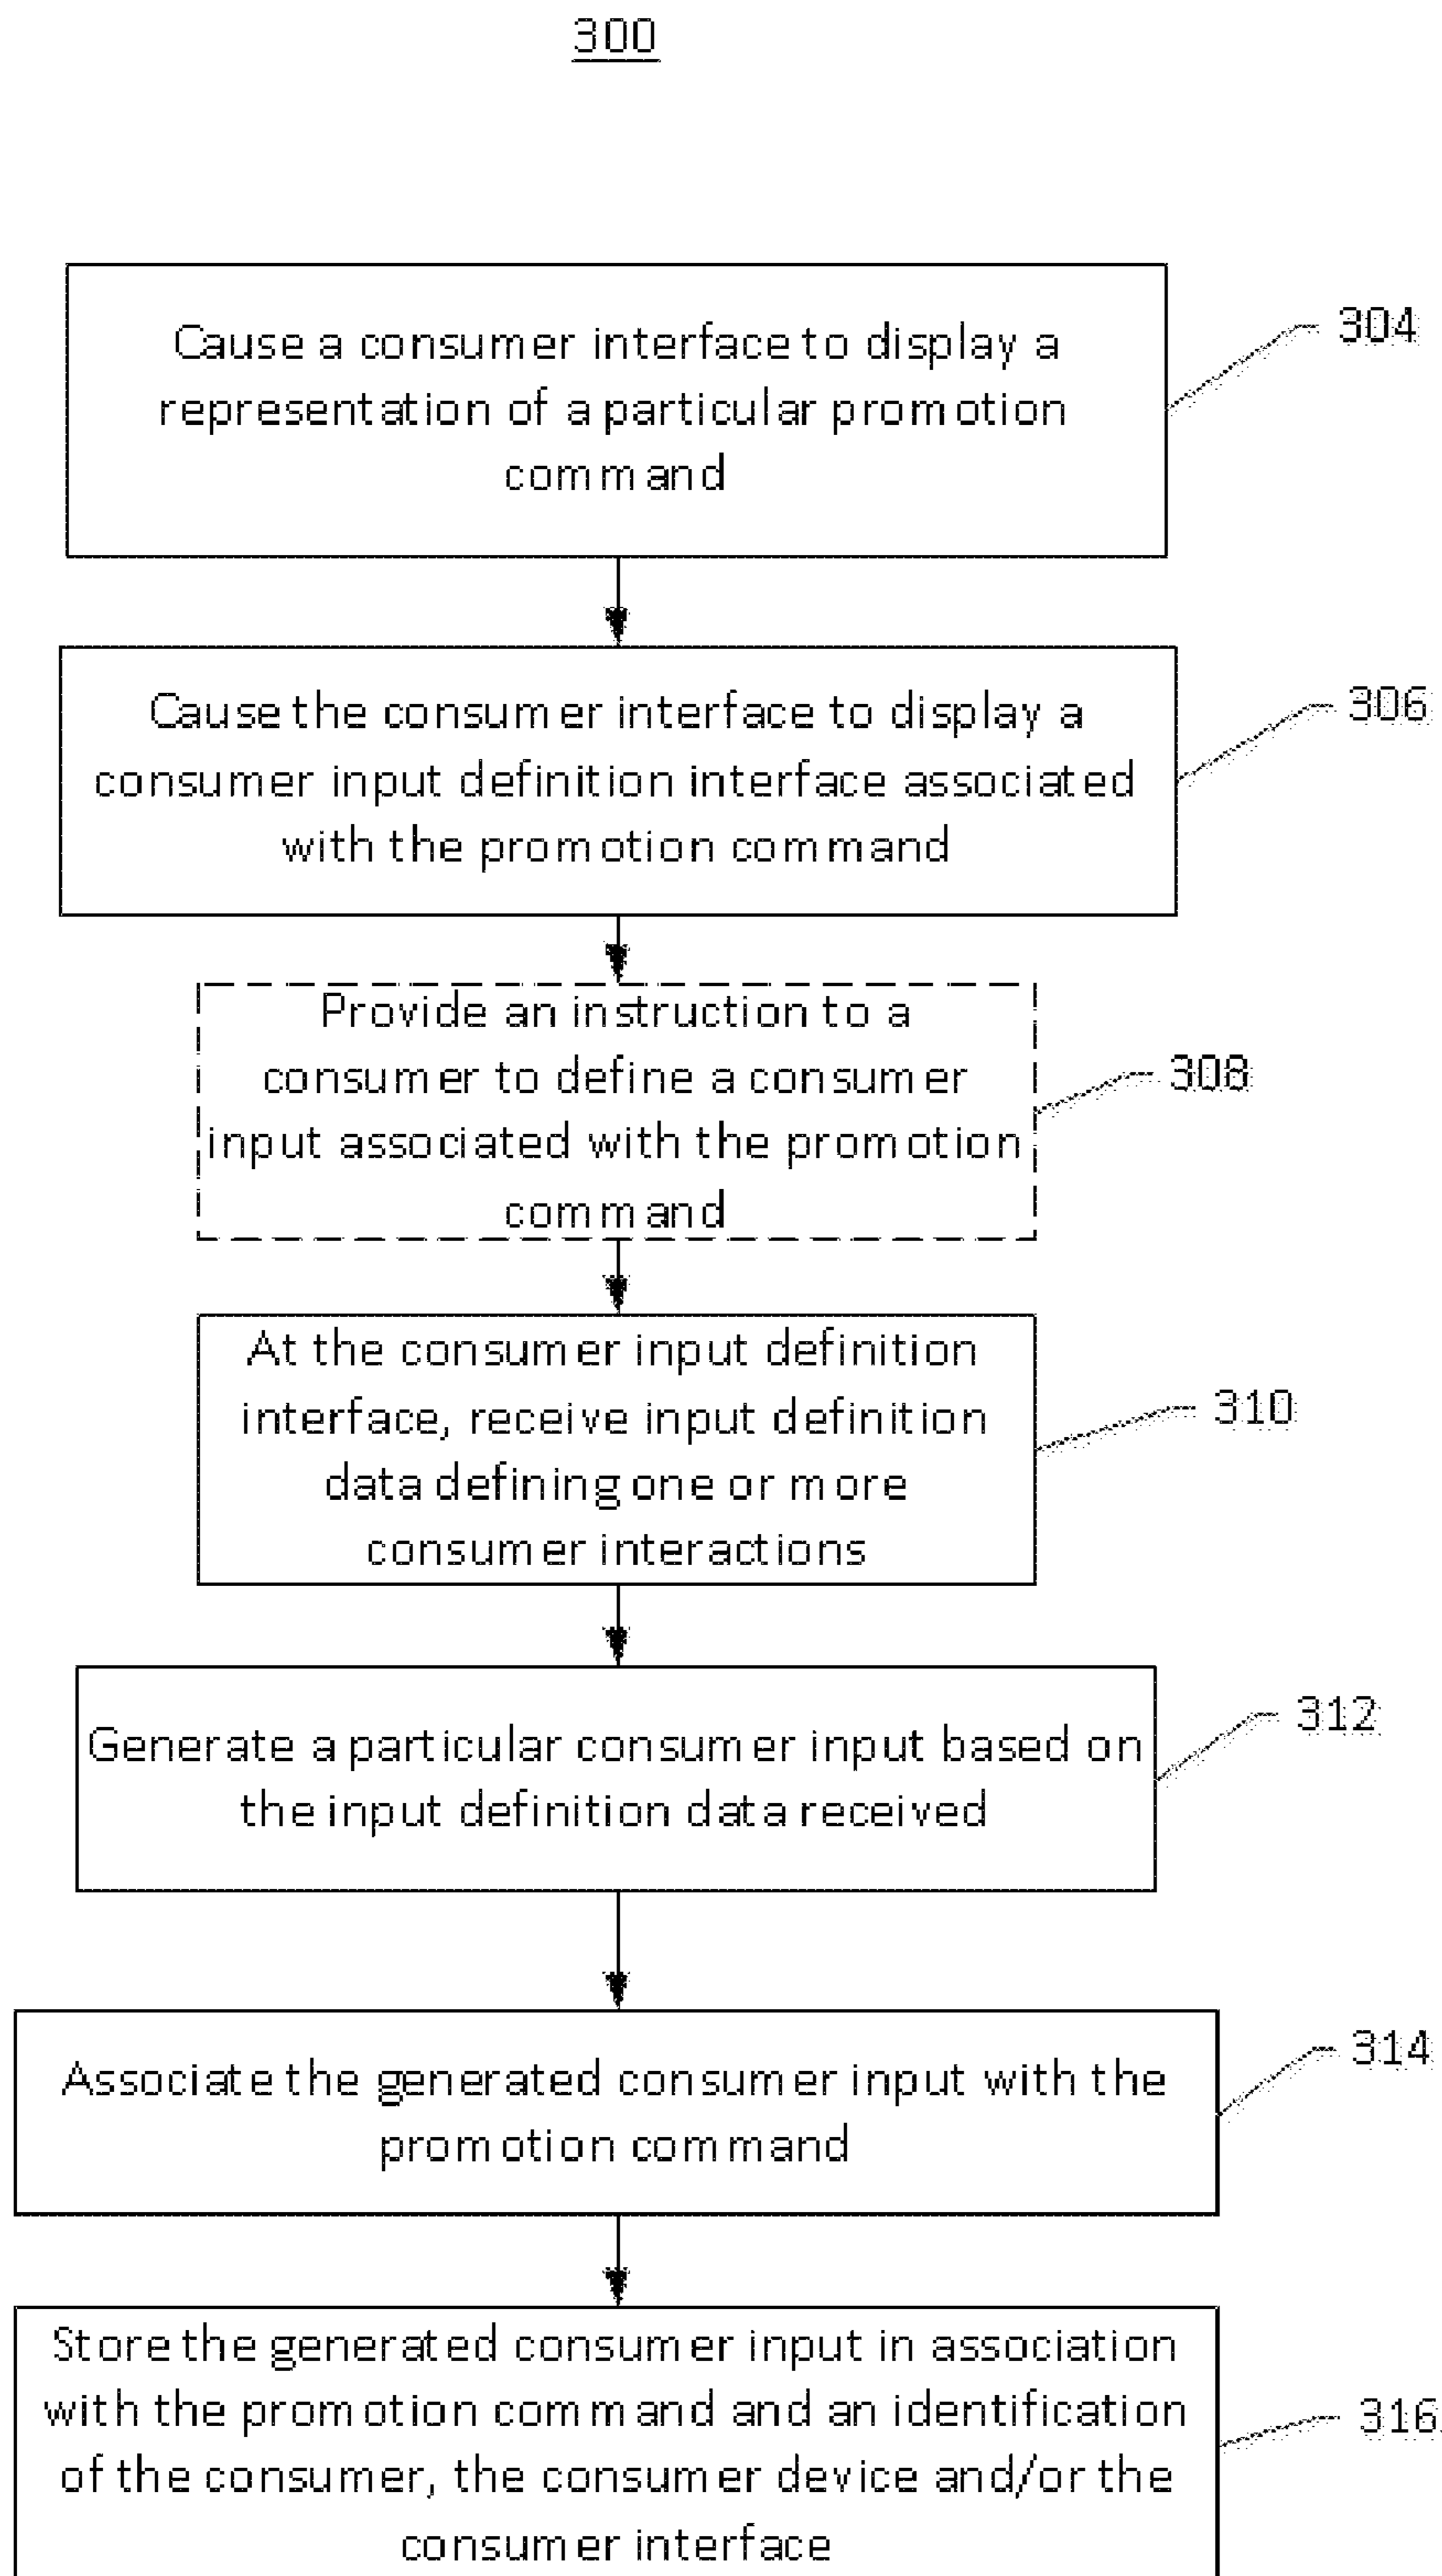 300
Cause a consumer interface to display a
representation of a particular promotion
command
304
Cause the consumer interface to display a
consumer input definition interface associated
with the promotion command
306
Provide an instruction to a
consumer to define a consumer
input associated with the promotion
command
308
At the consumer input definition
interface, receive input definition
data defining one or more
consumer interactions
310
Generate a particular consumer input based on
the input definition data received
312
Associate the generated consumer input with the
promotion command
314
Store the generated consumer input in association
with the promotion command and an identification
of the consumer, the consumer device and/or the
consumer interface
316